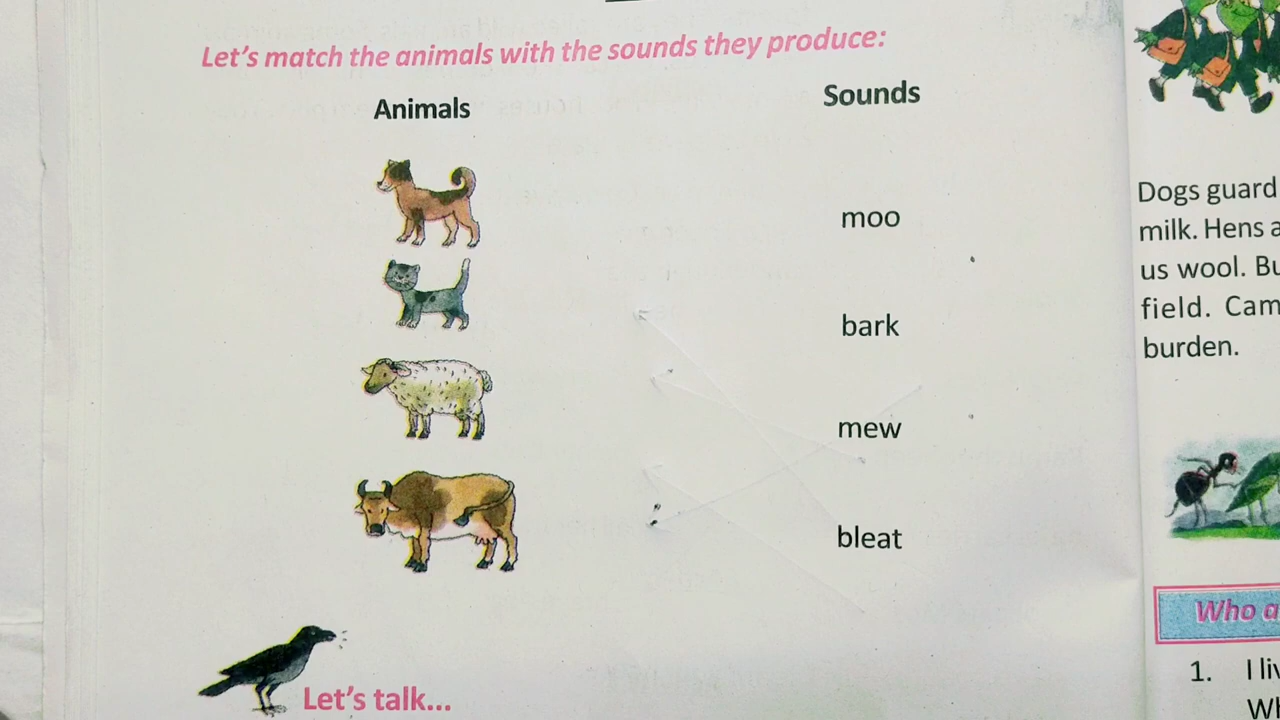 Let's match the animals with the sounds they produce:
Animals
Sounds
moo
bark
mew
bleat
Let's talk...
Dogs guard
milk. Hens a
us wool. Bu
field. Cam
burden.
Who a
1. I liv
Wh